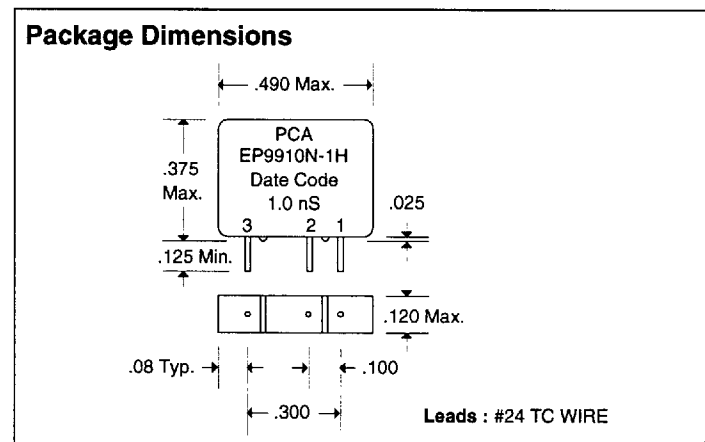 Package Dimensions
.490 Max.
PCA
EP9910N-1H
Date Code
1.0 nS
.375
Max.
.025
3 2 1
.125 Min.
.120 Max.
.08 Typ.
.100
.300
Leads : #24 TC WIRE